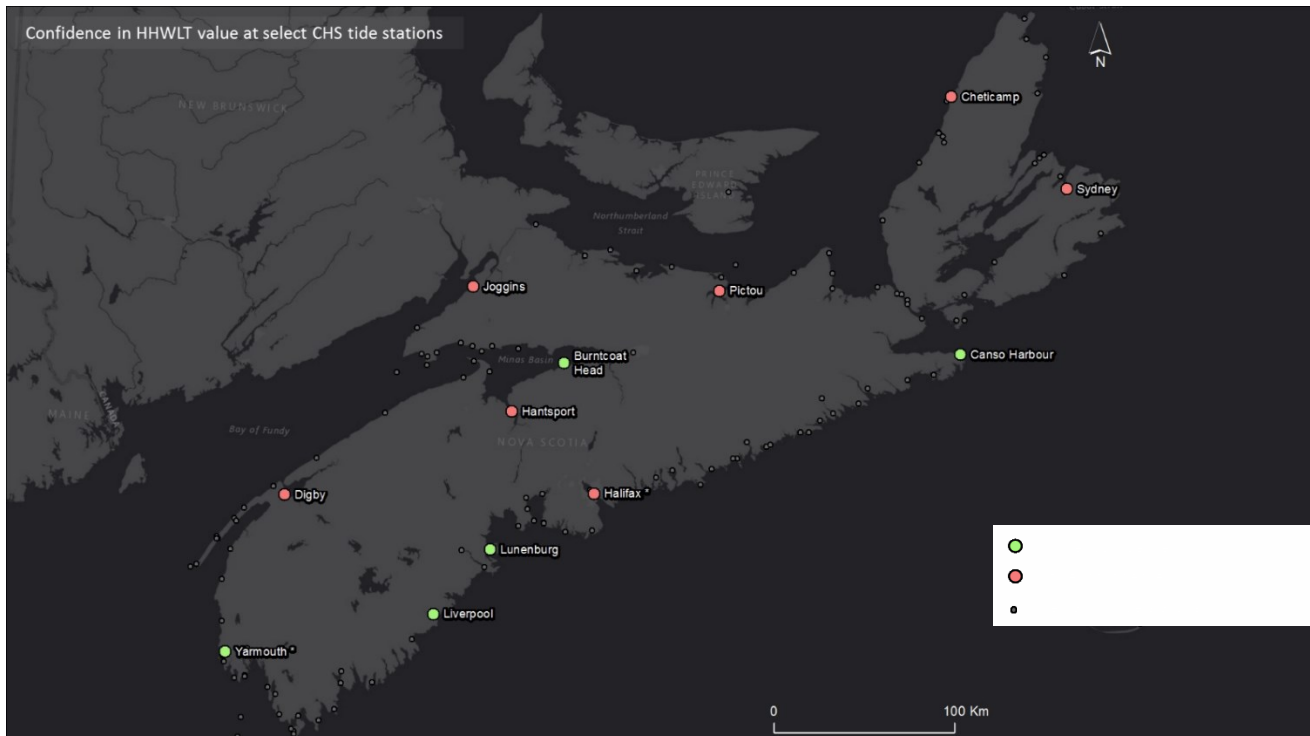 Confidence in HHWLT value at select CHS tide stations
N
NEW BRUNSWICK
Cheticamp
PRINCE
EDWARD
ISLAND
Sydney
Northumberland
Strait
Joggins
Pictou
Minas Basin
Burntcoat
Head
Canso Harbour
MAINE
CANADA
Bay of Fundy
Hantsport
NOVA SCOTIA
Digby
Halifax *
Lunenburg
Liverpool
Yarmouth *
0
100 Km